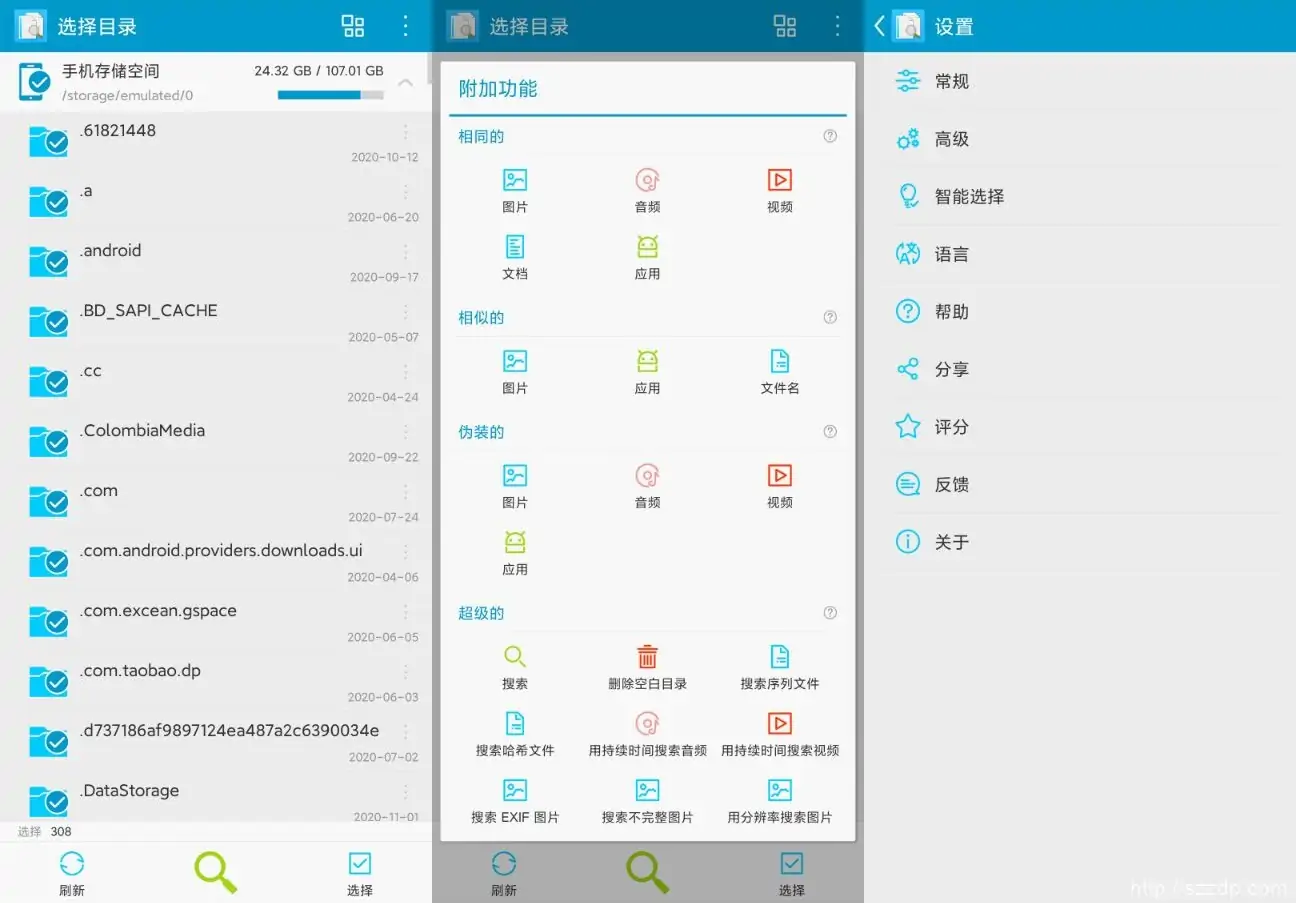 选择目录
手机存储空间
24.32 GB / 107.01 GB
/storage/emulated/0
.61821448
2020-10-12
.a
2020-06-20
.android
2020-09-17
.BD_SAPI_CACHE
2020-05-07
.cc
2020-04-24
.ColombiaMedia
2020-09-22
.com
2020-07-24
.com.android.providers.downloads.ui
2020-04-06
.com.excean.gspace
2020-06-05
.com.taobao.dp
2020-06-03
.d737186af9897124ea487a2c6390034e
2020-07-02
.DataStorage
2020-11-01
选择 308
刷新
选择
选择目录
附加功能
相同的
图片 音频 视频
文档 应用
相似的
图片 应用 文件名
伪装的
图片 音频 视频
应用
超级的
搜索 删除空白目录 搜索序列文件
搜索哈希文件 用持续时间搜索音频 用持续时间搜索视频
搜索 EXIF 图片 搜索不完整图片 用分辨率搜索图片
刷新
选择
设置
常规
高级
智能选择
语言
帮助
分享
评分
反馈
关于
http://szzdp.com